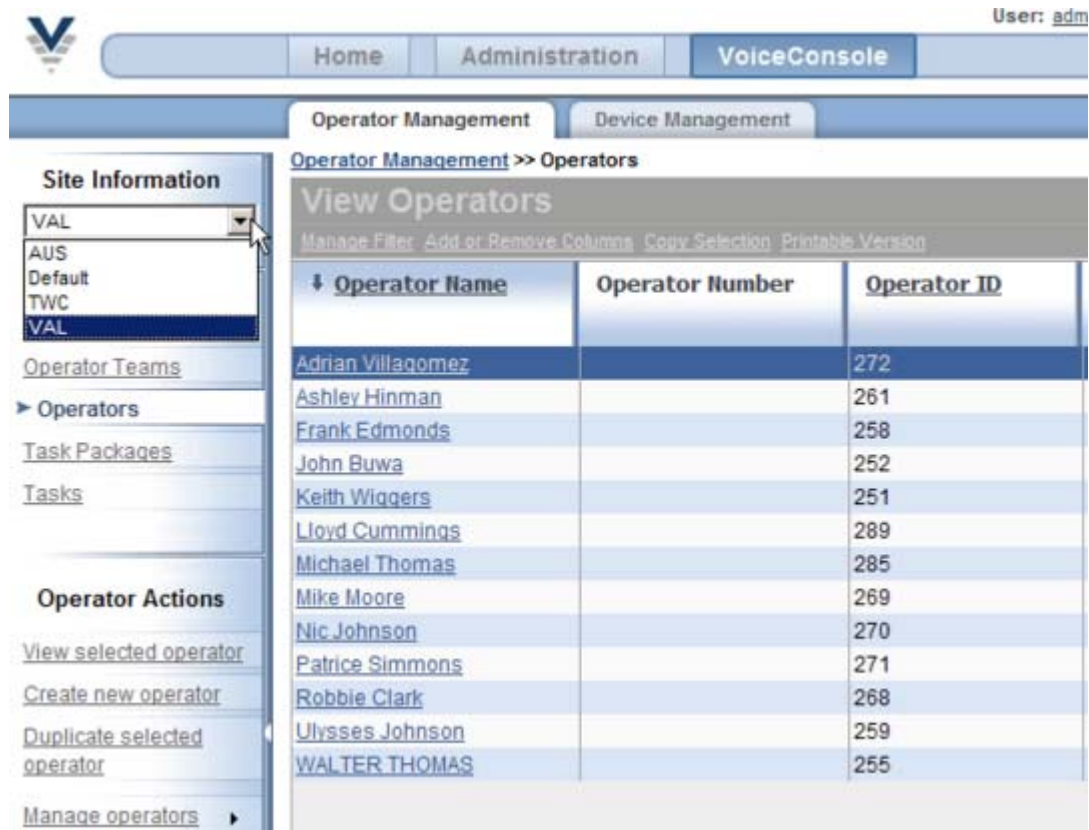 User: adm
Home Administration VoiceConsole
Operator Management Device Management
Site Information
VAL
AUS
Default
TWC
VAL
Operator Teams
Operators
Task Packages
Tasks
Operator Actions
View selected operator
Create new operator
Duplicate selected
operator
Manage operators
Operator Management >> Operators
View Operators
Manage Filter Add or Remove Columns Copy Selection Printable Version
Operator Name Operator Number Operator ID
Adrian Villagomez 272
Ashley Hinman 261
Frank Edmonds 258
John Buwa 252
Keith Wiggers 251
Lloyd Cummings 289
Michael Thomas 285
Mike Moore 269
Nic Johnson 270
Patrice Simmons 271
Robbie Clark 268
Ulysses Johnson 259
WALTER THOMAS 255